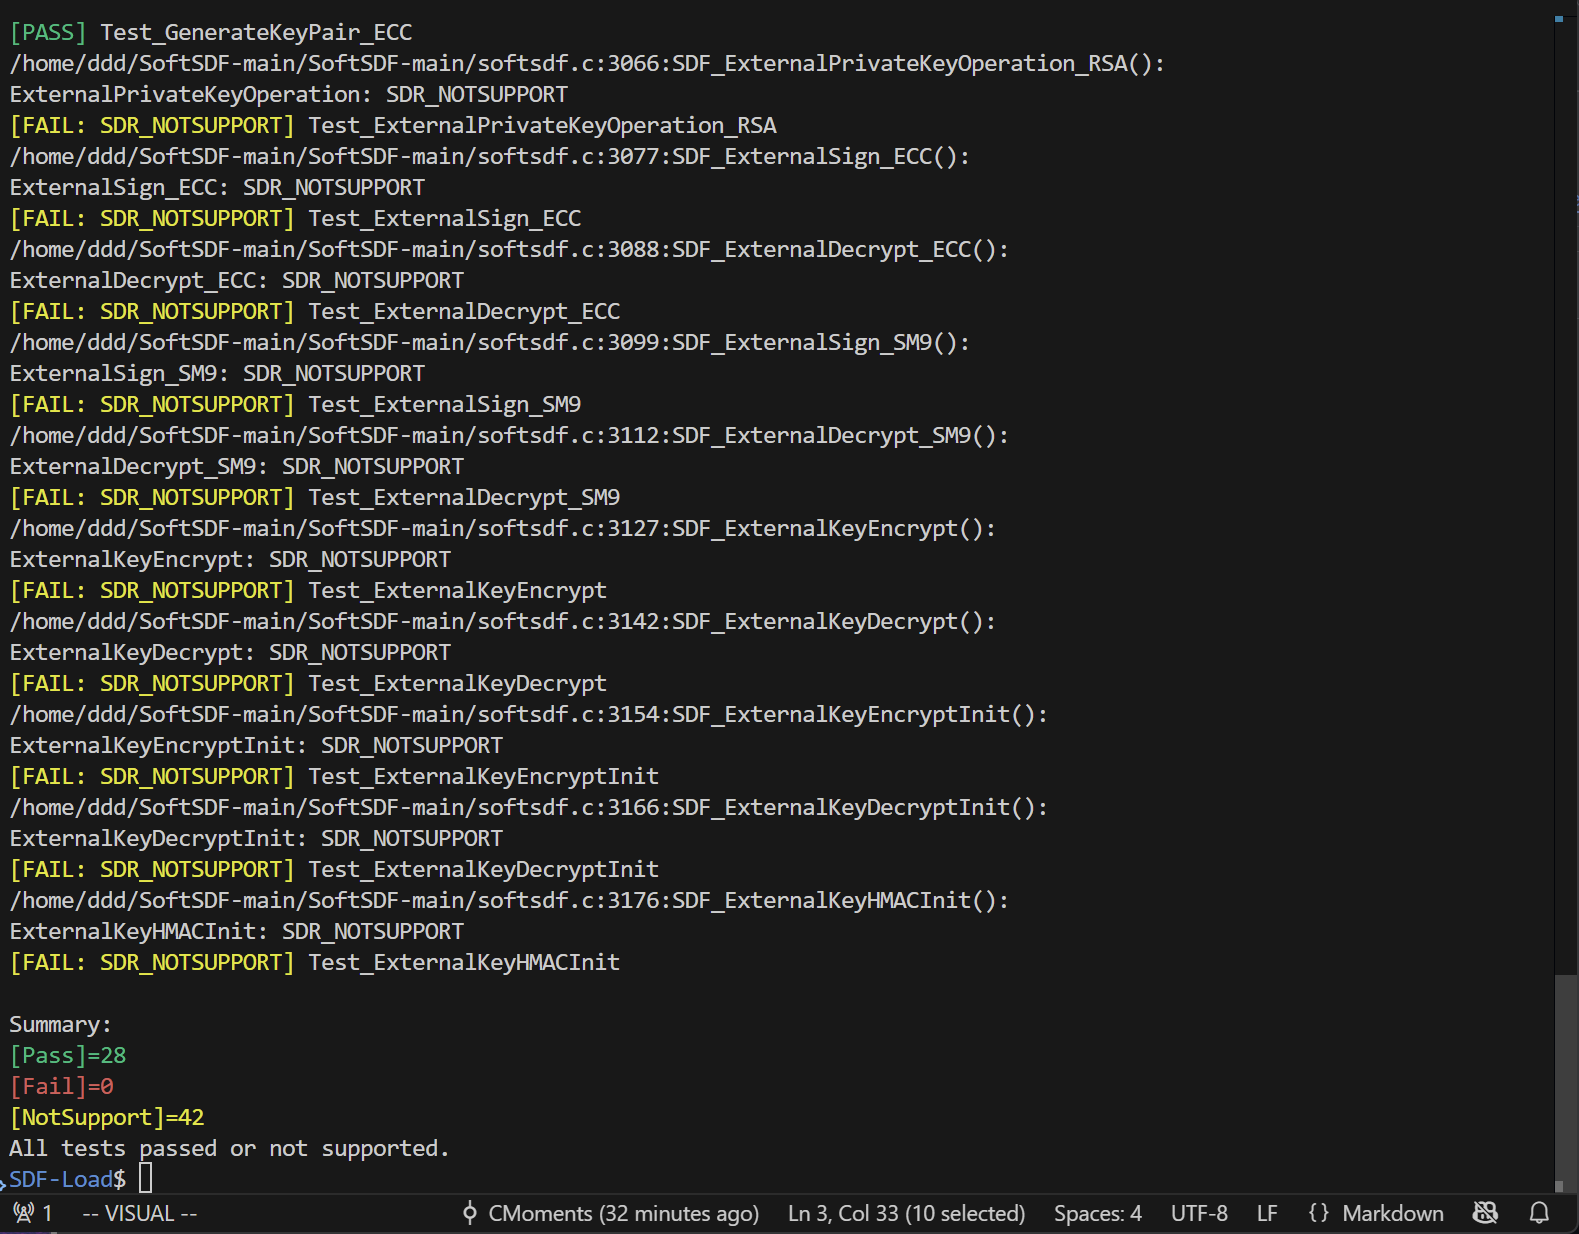 [PASS] Test_GenerateKeyPair_ECC
/home/ddd/SoftSDF-main/SoftSDF-main/softsdf.c:3066:SDF_ExternalPrivateKeyOperation_RSA():
ExternalPrivateKeyOperation: SDR_NOTSUPPORT
[FAIL: SDR_NOTSUPPORT] Test_ExternalPrivateKeyOperation_RSA
/home/ddd/SoftSDF-main/SoftSDF-main/softsdf.c:3077:SDF_ExternalSign_ECC():
ExternalSign_ECC: SDR_NOTSUPPORT
[FAIL: SDR_NOTSUPPORT] Test_ExternalSign_ECC
/home/ddd/SoftSDF-main/SoftSDF-main/softsdf.c:3088:SDF_ExternalDecrypt_ECC():
ExternalDecrypt_ECC: SDR_NOTSUPPORT
[FAIL: SDR_NOTSUPPORT] Test_ExternalDecrypt_ECC
/home/ddd/SoftSDF-main/SoftSDF-main/softsdf.c:3099:SDF_ExternalSign_SM9():
ExternalSign_SM9: SDR_NOTSUPPORT
[FAIL: SDR_NOTSUPPORT] Test_ExternalSign_SM9
/home/ddd/SoftSDF-main/SoftSDF-main/softsdf.c:3112:SDF_ExternalDecrypt_SM9():
ExternalDecrypt_SM9: SDR_NOTSUPPORT
[FAIL: SDR_NOTSUPPORT] Test_ExternalDecrypt_SM9
/home/ddd/SoftSDF-main/SoftSDF-main/softsdf.c:3127:SDF_ExternalKeyEncrypt():
ExternalKeyEncrypt: SDR_NOTSUPPORT
[FAIL: SDR_NOTSUPPORT] Test_ExternalKeyEncrypt
/home/ddd/SoftSDF-main/SoftSDF-main/softsdf.c:3142:SDF_ExternalKeyDecrypt():
ExternalKeyDecrypt: SDR_NOTSUPPORT
[FAIL: SDR_NOTSUPPORT] Test_ExternalKeyDecrypt
/home/ddd/SoftSDF-main/SoftSDF-main/softsdf.c:3154:SDF_ExternalKeyEncryptInit():
ExternalKeyEncryptInit: SDR_NOTSUPPORT
[FAIL: SDR_NOTSUPPORT] Test_ExternalKeyEncryptInit
/home/ddd/SoftSDF-main/SoftSDF-main/softsdf.c:3166:SDF_ExternalKeyDecryptInit():
ExternalKeyDecryptInit: SDR_NOTSUPPORT
[FAIL: SDR_NOTSUPPORT] Test_ExternalKeyDecryptInit
/home/ddd/SoftSDF-main/SoftSDF-main/softsdf.c:3176:SDF_ExternalKeyHMACInit():
ExternalKeyHMACInit: SDR_NOTSUPPORT
[FAIL: SDR_NOTSUPPORT] Test_ExternalKeyHMACInit
Summary:
[Pass]=28
[Fail]=0
[NotSupport]=42
All tests passed or not supported.
SDF-Load$
1 -- VISUAL -- CMoments (32 minutes ago) Ln 3, Col 33 (10 selected) Spaces: 4 UTF-8 LF {} Markdown